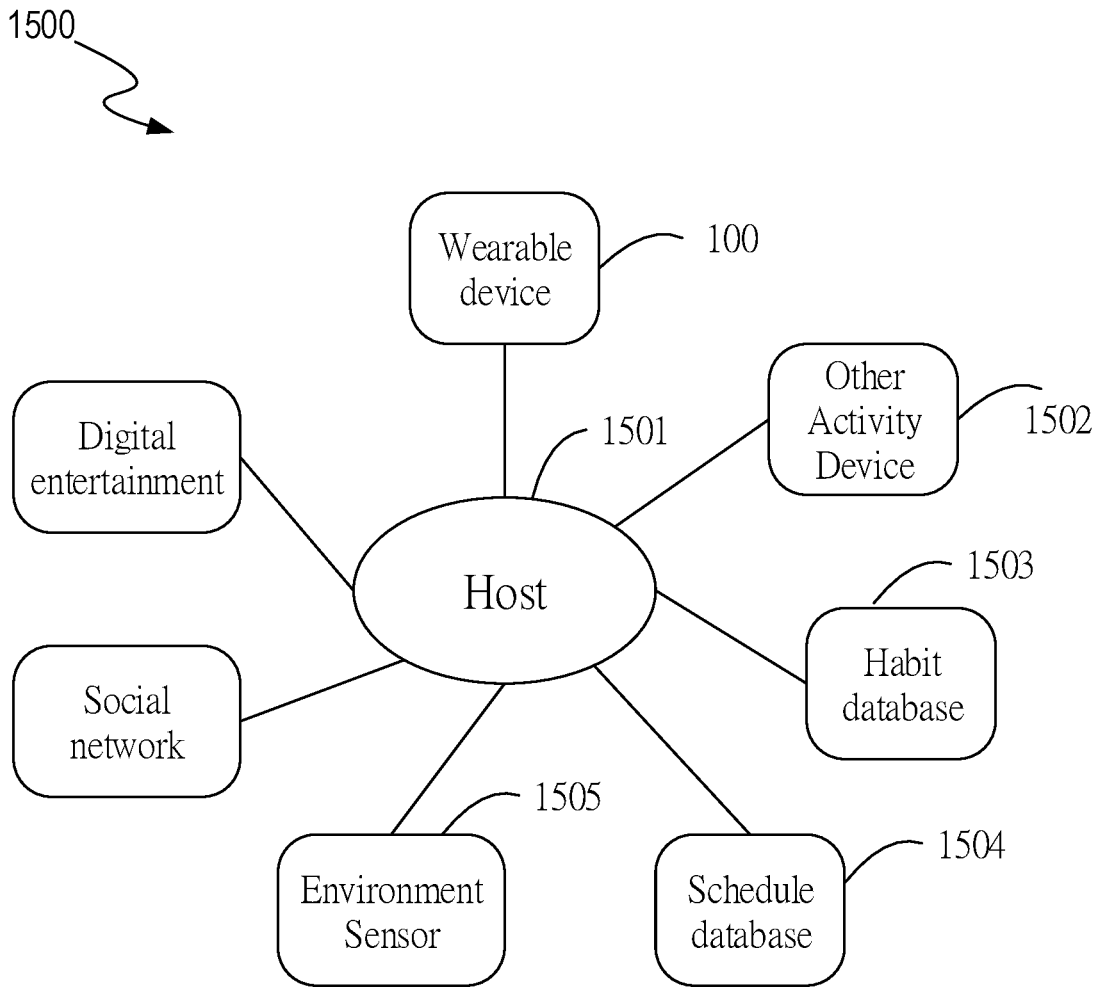 1500
Wearable
device
100
Other
Activity
Device
1502
Digital
entertainment
1501
Host
1503
Habit
database
Social
network
1505
Environment
Sensor
Schedule
database
1504